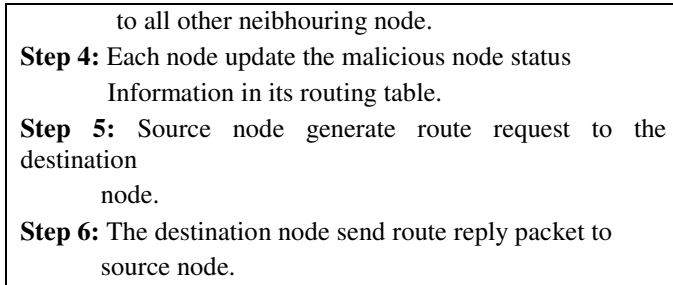 to all other neibhouring node.
Step 4: Each node update the malicious node status
Information in its routing table.
Step 5: Source node generate route request to the
destination
node.
Step 6: The destination node send route reply packet to
source node.